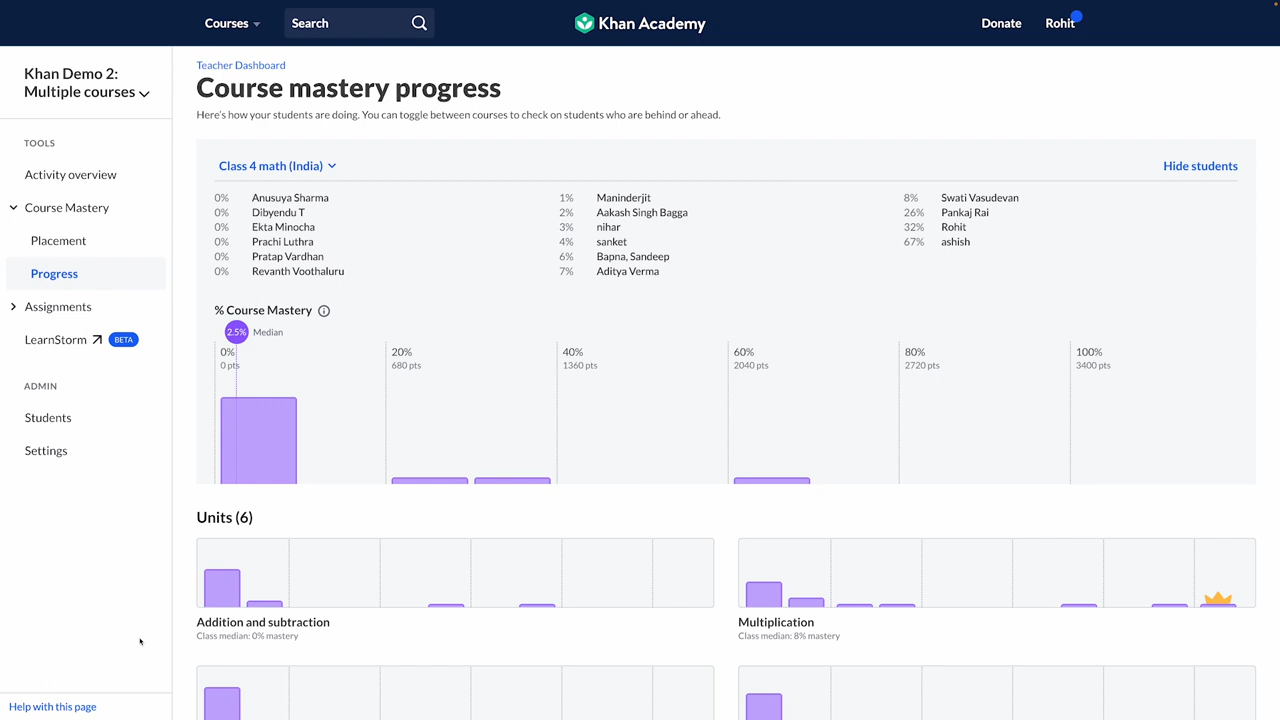 Courses
Search
Khan Academy
Donate
Rohit
Khan Demo 2:
Multiple courses
TOOLS
Activity overview
Course Mastery
Placement
Progress
Assignments
LearnStorm BETA
ADMIN
Students
Settings
Help with this page
Teacher Dashboard
Course mastery progress
Here's how your students are doing. You can toggle between courses to check on students who are behind or ahead.
Class 4 math (India)
Hide students
0% Anusuya Sharma
0% Dibyendu T
0% Ekta Minocha
0% Prachi Luthra
0% Pratap Vardhan
0% Revanth Voothaluru
1% Maninderjit
2% Aakash Singh Bagga
3% nihar
4% sanket
6% Bapna, Sandeep
7% Aditya Verma
8% Swati Vasudevan
26% Pankaj Rai
32% Rohit
67% ashish
% Course Mastery
2.5% Median
0% 20% 40% 60% 80% 100%
0 pts 680 pts 1360 pts 2040 pts 2720 pts 3400 pts
Units (6)
Addition and subtraction
Class median: 0% mastery
Multiplication
Class median: 8% mastery